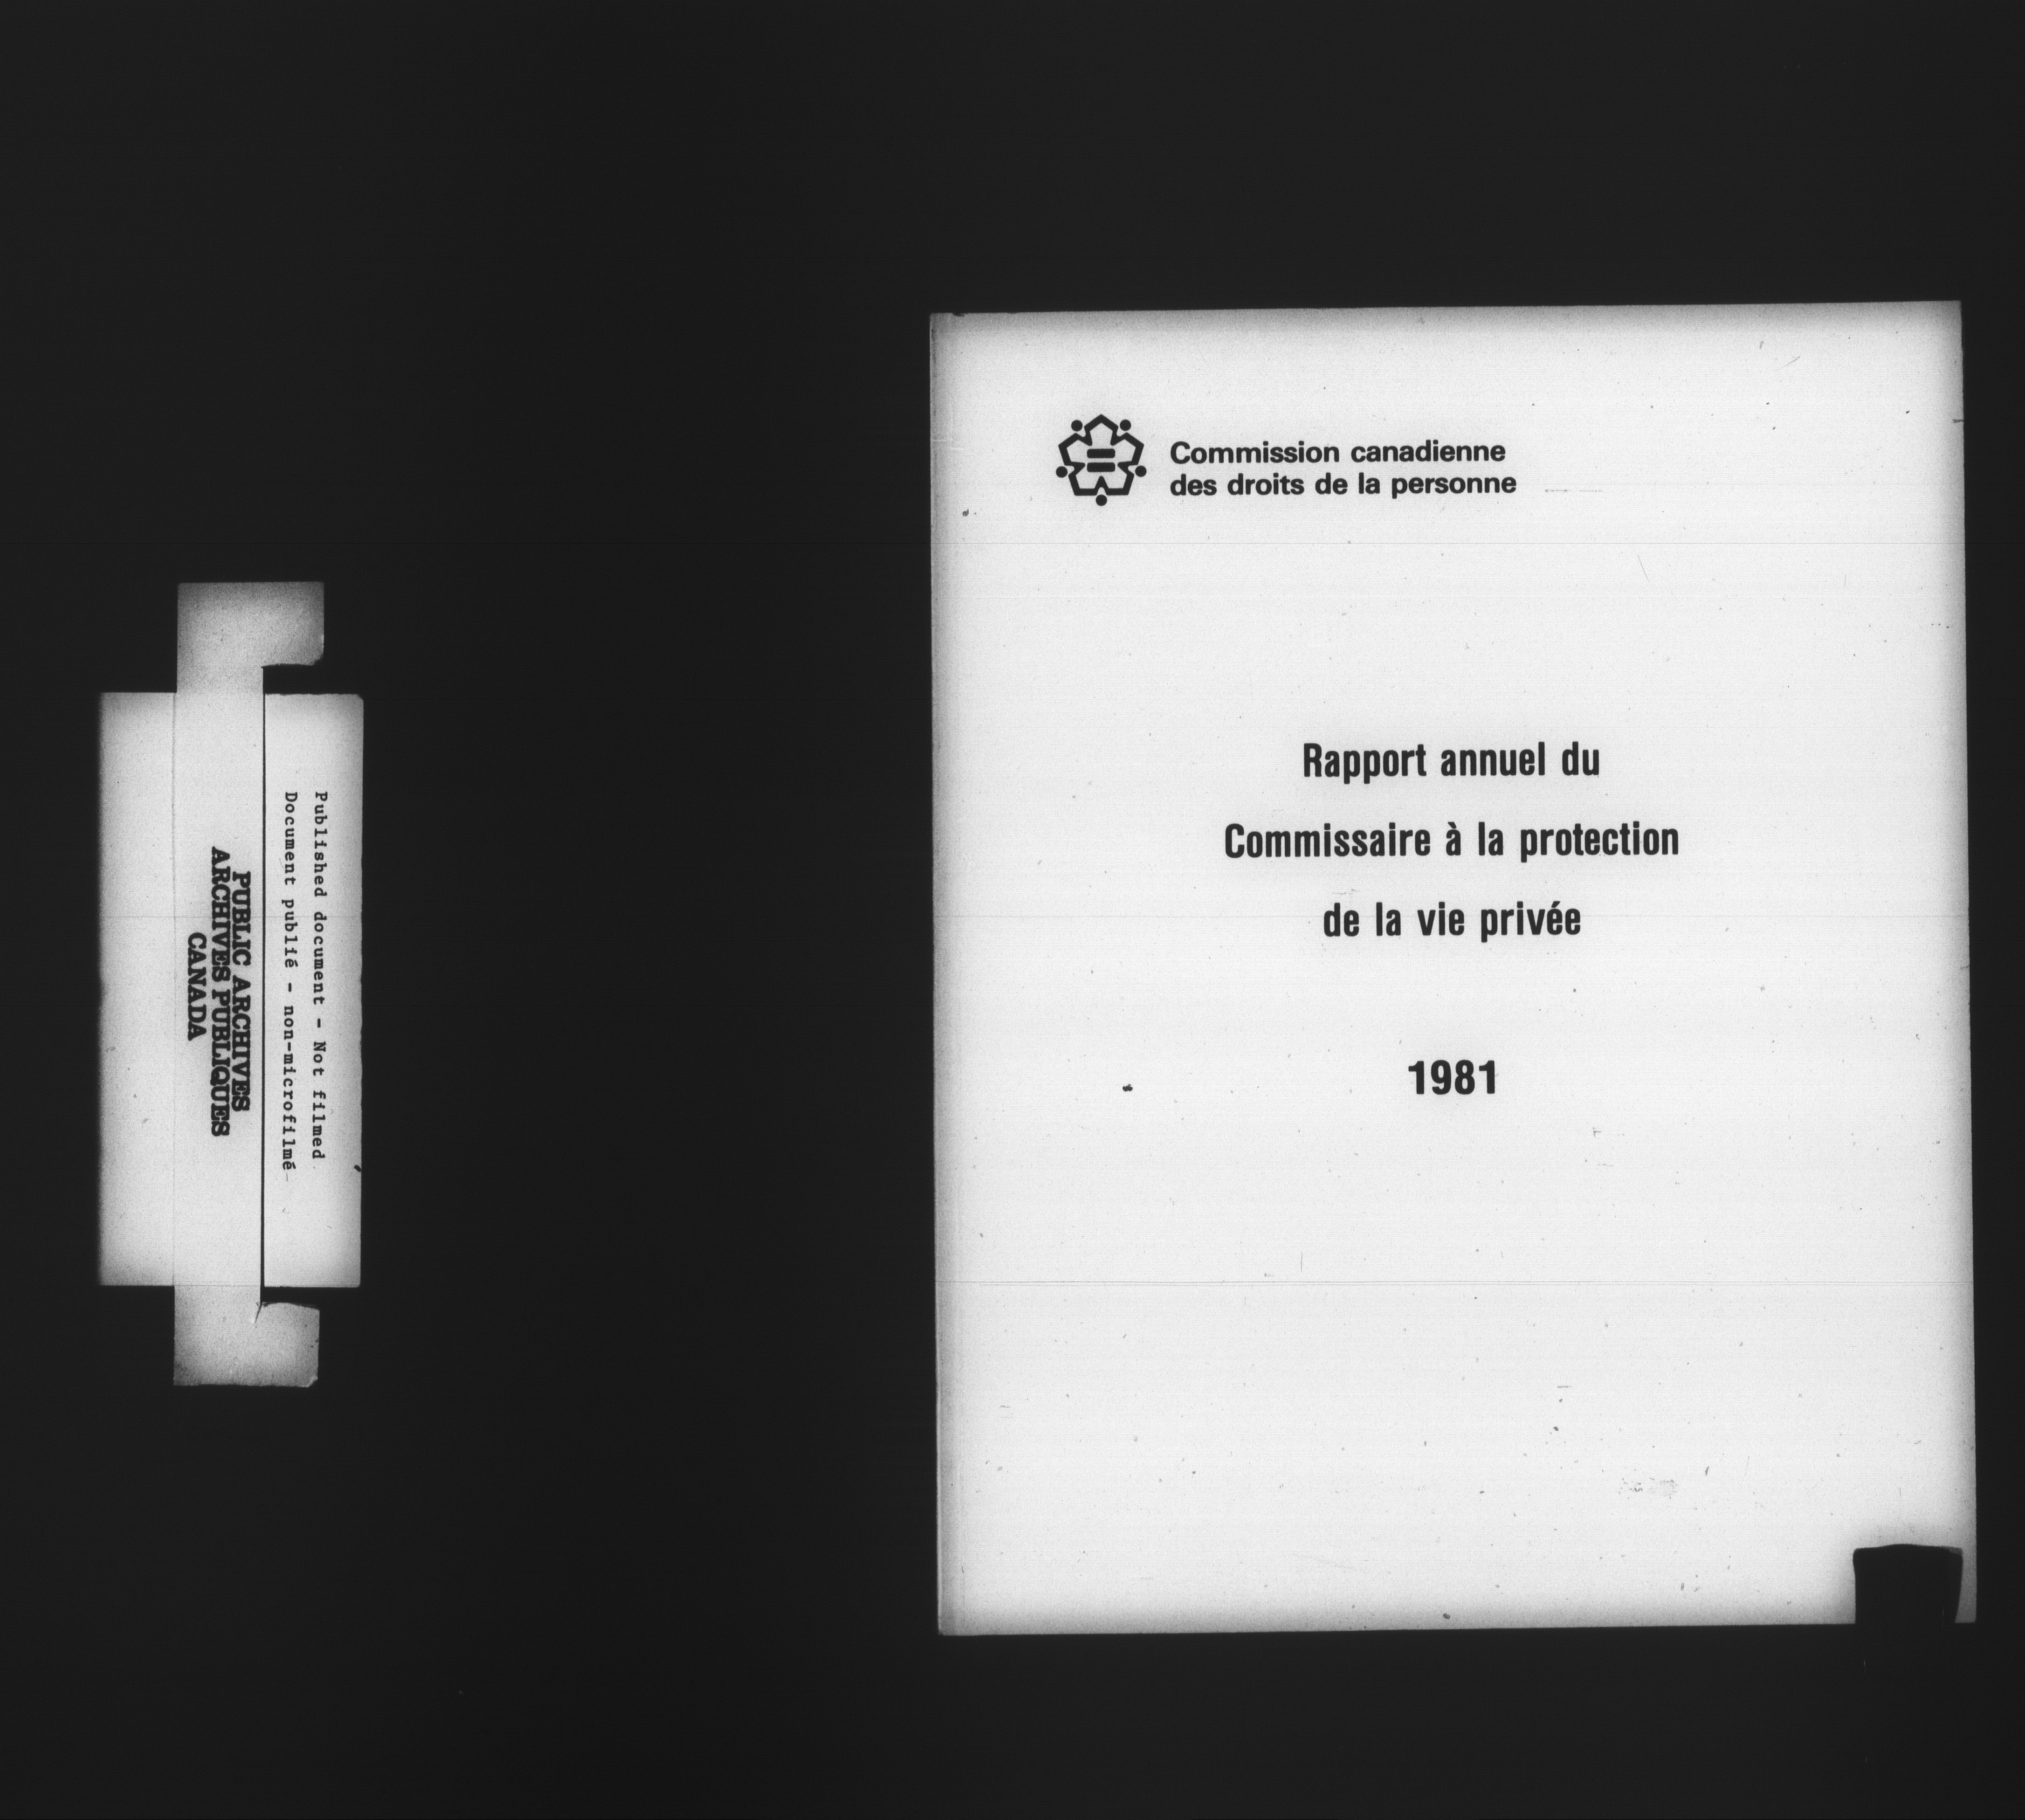 Published document - Not filmed
Document publié - non-microfilmé
PUBLIC ARCHIVES
ARCHIVES PUBLIQUES
CANADA
Commission canadienne
des droits de la personne
Rapport annuel du
Commissaire à la protection
de la vie privée
1981